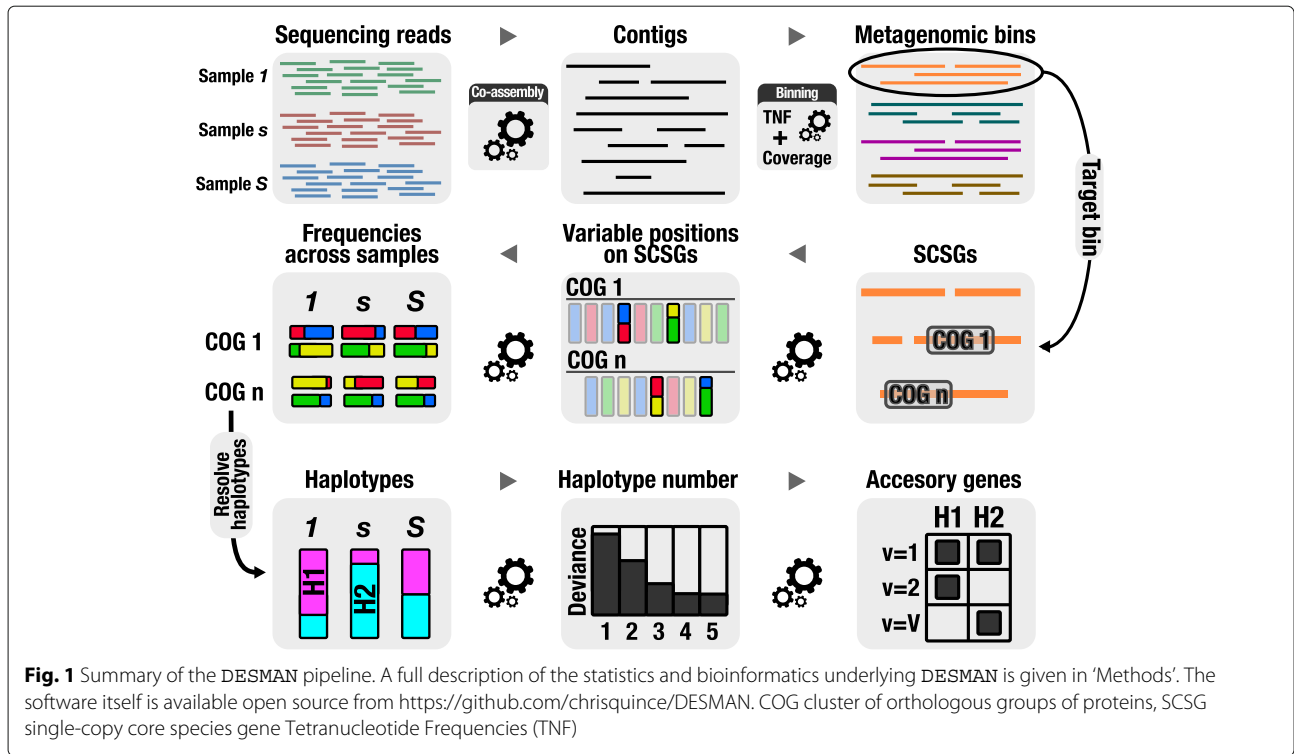 Sequencing reads
Contigs
Metagenomic bins
Sample 1
Sample s
Sample S
Co-assembly
Binning
TNF
+
Coverage
Target bin
Frequencies
across samples
Variable positions
on SCSGs
SCSGs
1 s S
COG 1
COG n
COG 1
COG n
COG 1
COG n
Resolve
haplotypes
Haplotypes
Haplotype number
Accesory genes
1 s S
H1
H2
Deviance
1 2 3 4 5
H1 H2
v=1
v=2
v=V
Fig. 1 Summary of the DESMAN pipeline. A full description of the statistics and bioinformatics underlying DESMAN is given in ‘Methods’. The
software itself is available open source from https://github.com/chrisquince/DESMAN. COG cluster of orthologous groups of proteins, SCSG
single-copy core species gene Tetranucleotide Frequencies (TNF)